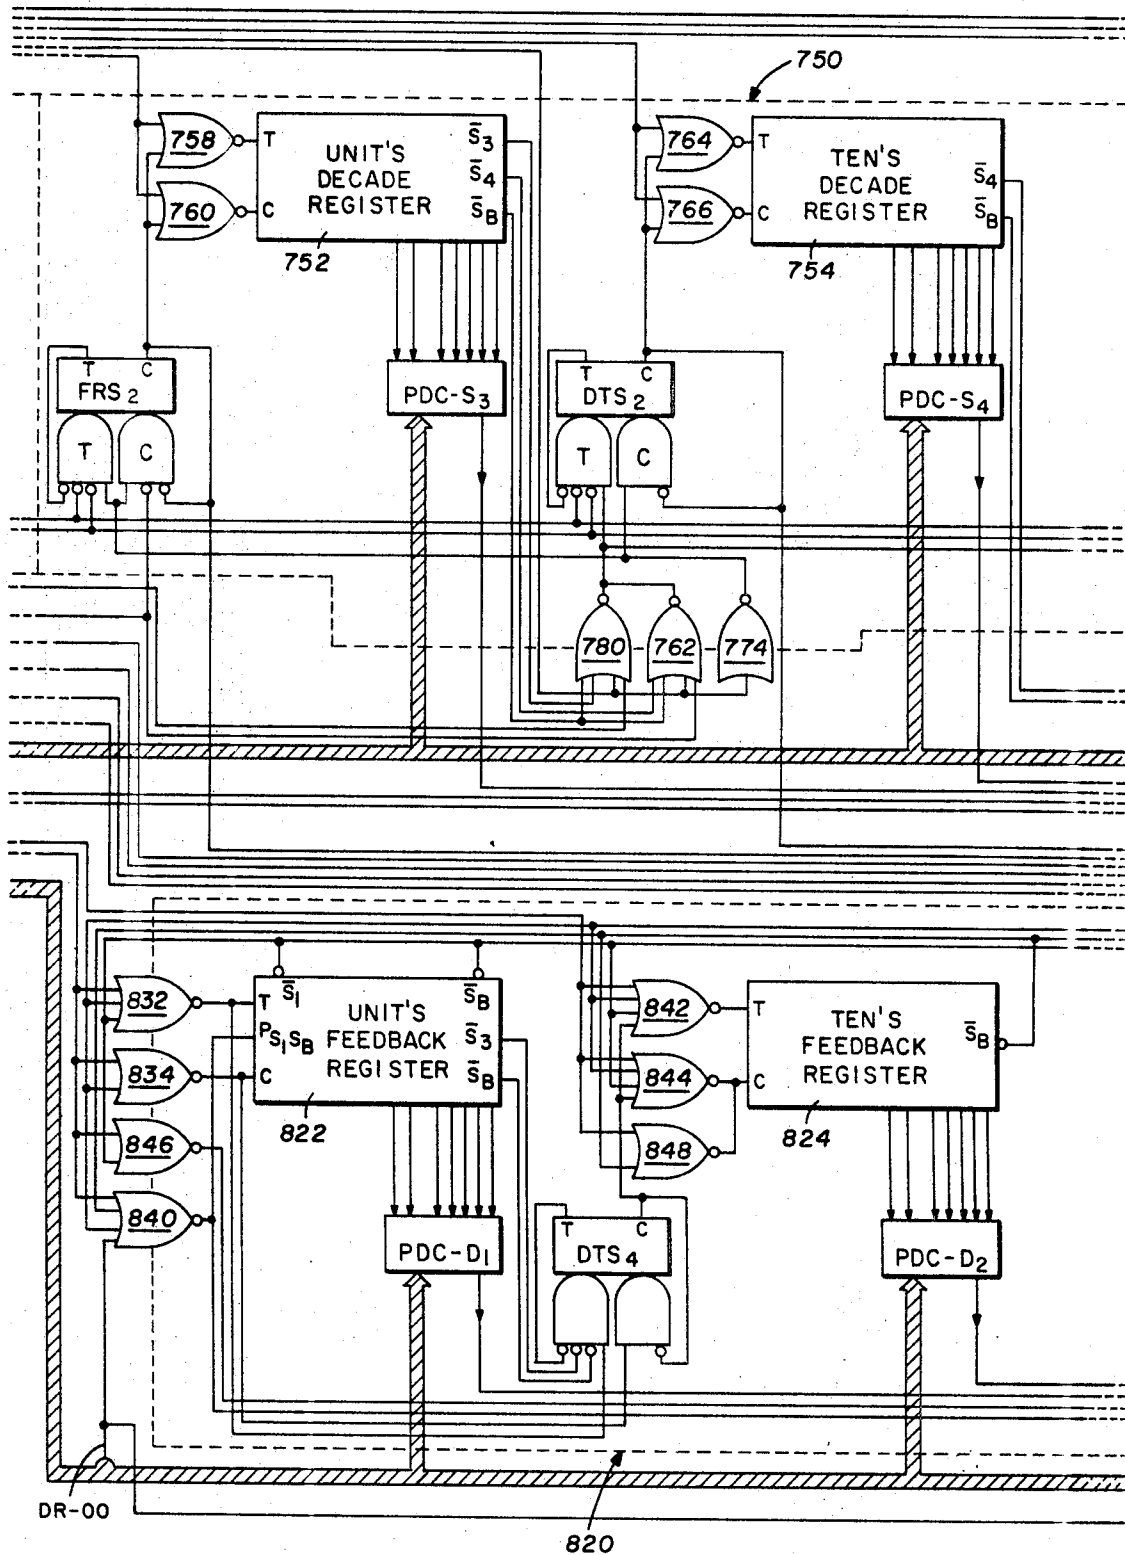 750
758
T
UNIT'S
DECADE
REGISTER
S̅3
S̅4
S̅B
760
C
752
764
T
TEN'S
DECADE
REGISTER
S̅4
S̅B
766
C
754
T C
FRS2
T C
PDC-S3
T C
DTS2
T C
PDC-S4
780
762
774
832
834
846
840
T
PS1SB
C
S̅1
S̅B
UNIT'S
FEEDBACK
REGISTER
S̅3
S̅B
822
842
844
848
T
C
TEN'S
FEEDBACK
REGISTER
S̅B
824
PDC-D1
T C
DTS4
PDC-D2
DR-00
820